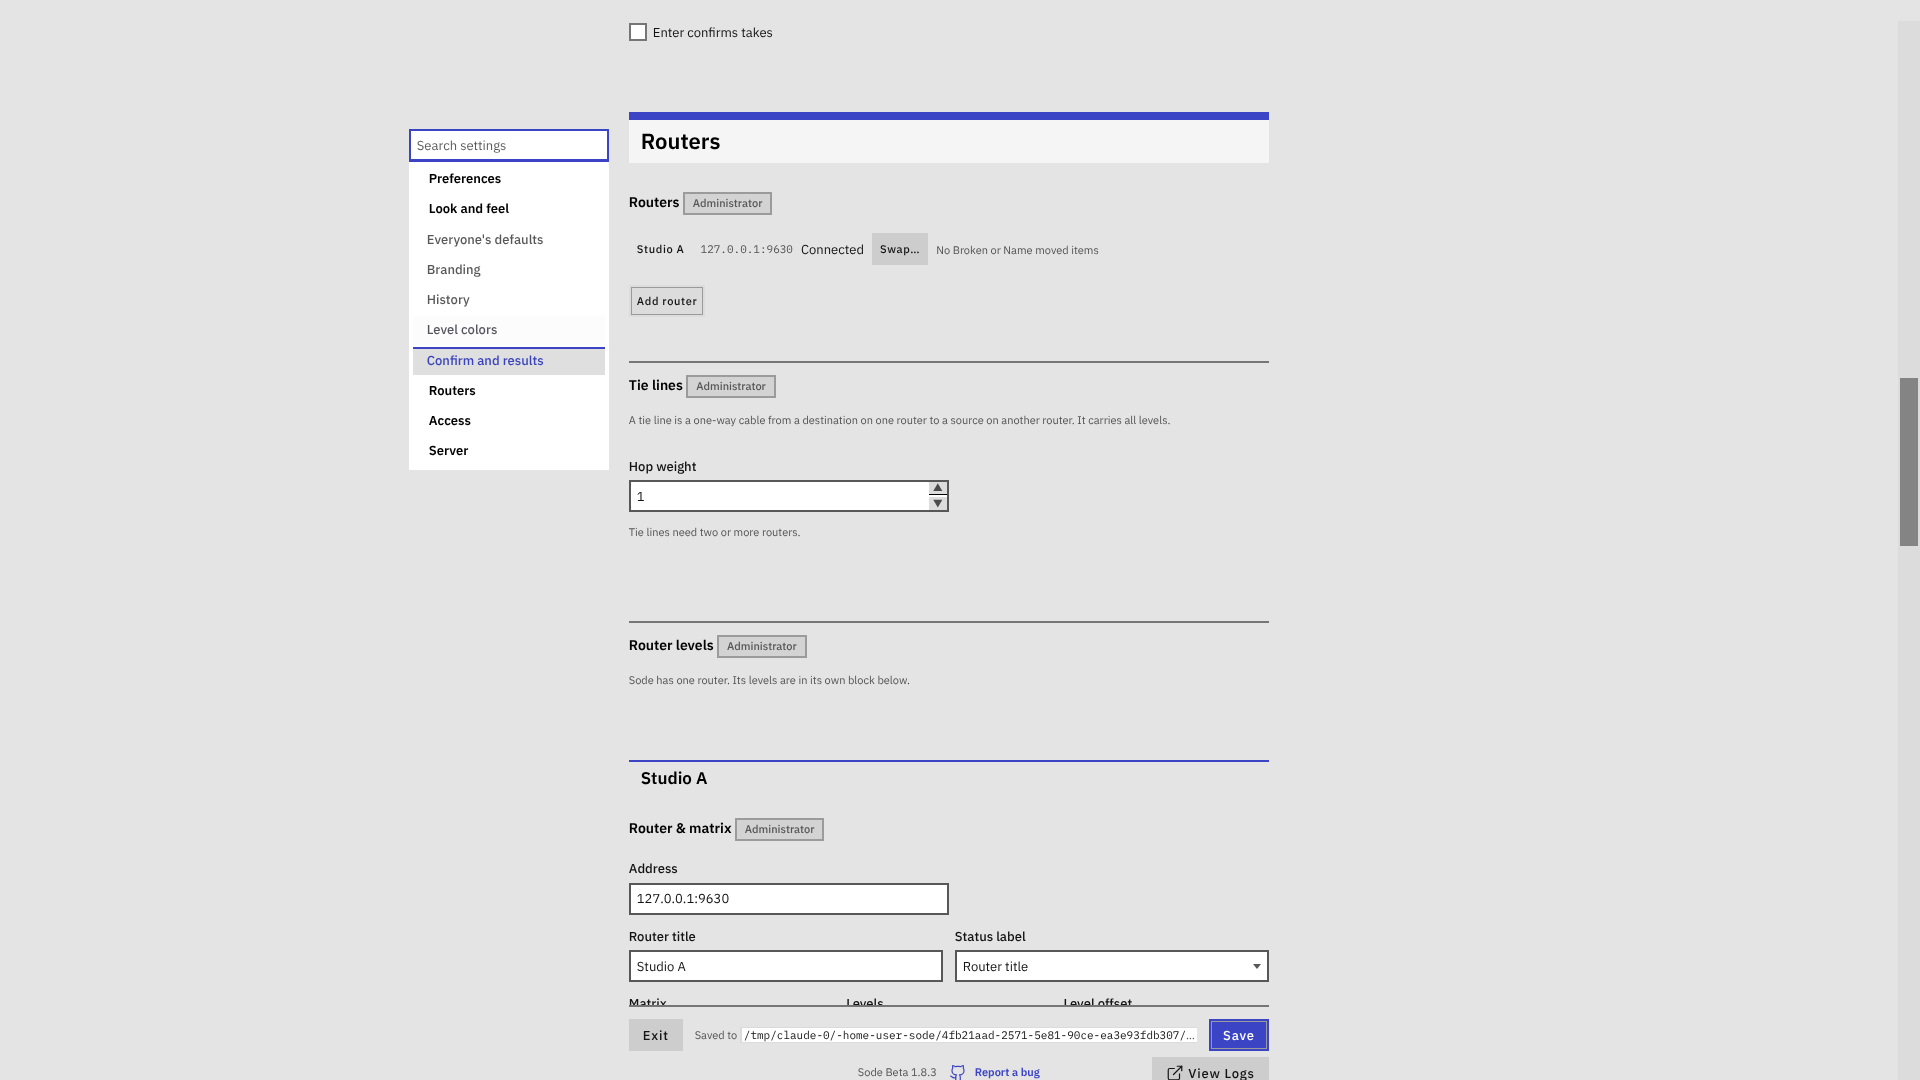 Enter confirms takes
Search settings
Preferences
Look and feel
Everyone's defaults
Branding
History
Level colors
Confirm and results
Routers
Access
Server
Routers
Routers Administrator
Studio A 127.0.0.1:9630 Connected Swap... No Broken or Name moved items
Add router
Tie lines Administrator
A tie line is a one-way cable from a destination on one router to a source on another router. It carries all levels.
Hop weight
1
Tie lines need two or more routers.
Router levels Administrator
Sode has one router. Its levels are in its own block below.
Studio A
Router & matrix Administrator
Address
127.0.0.1:9630
Router title Status label
Studio A Router title
Matrix Levels Level offset
Exit Saved to /tmp/claude-0/-home-user-sode/4fb21aad-2571-5e81-90ce-ea3e93fdb307/... Save
Sode Beta 1.8.3 Report a bug View Logs